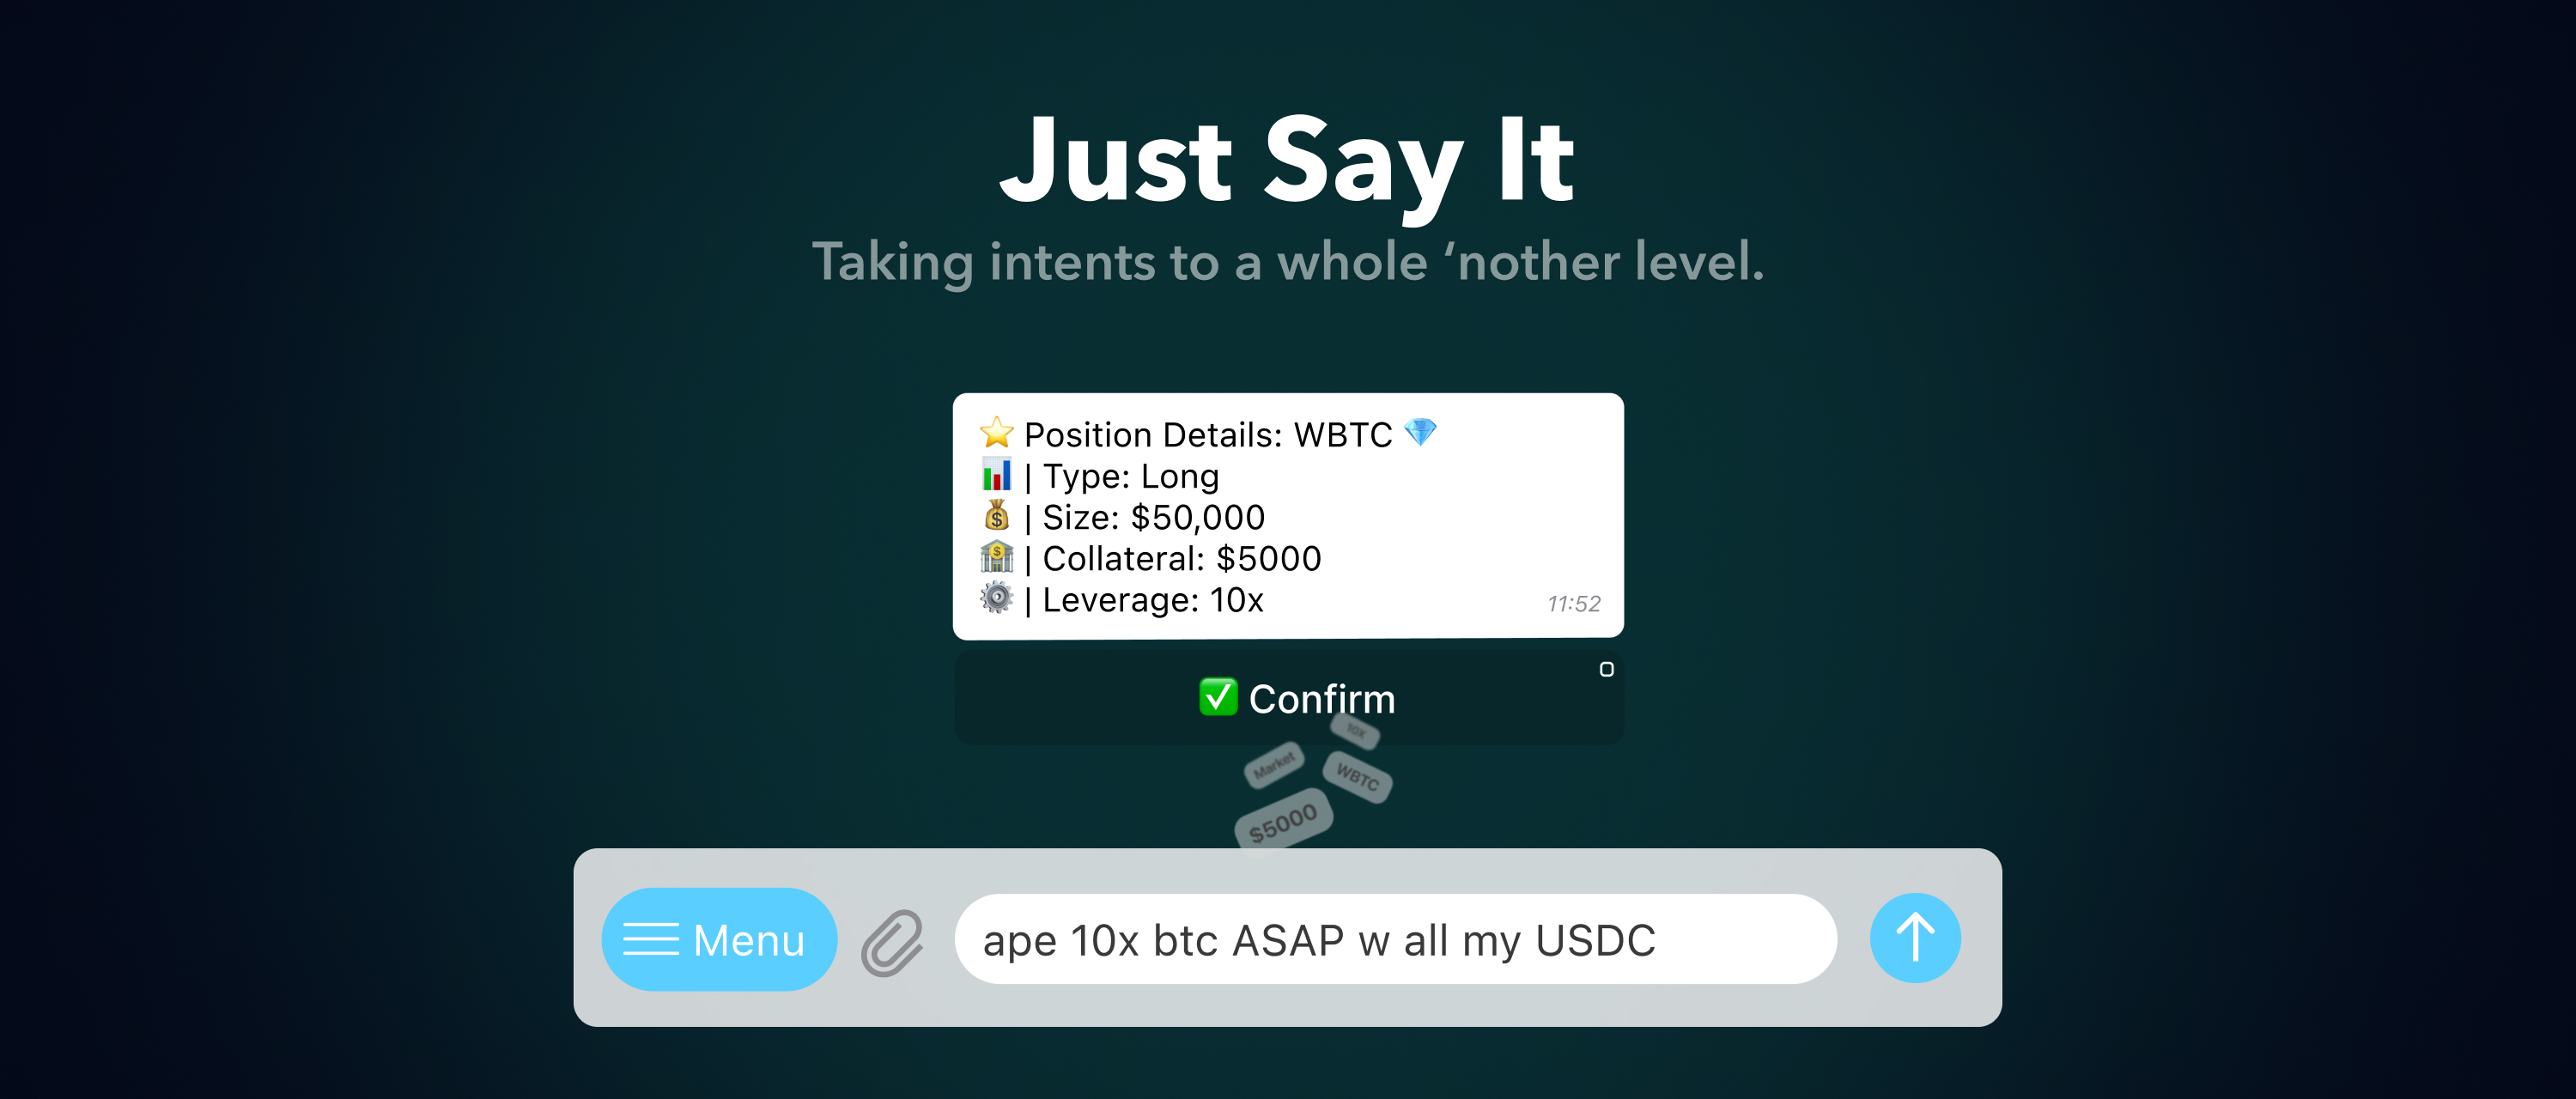 Just Say It
Taking intents to a whole ‘nother level.
⭐ Position Details: WBTC 💎
📊 | Type: Long
💰 | Size: $50,000
🏦 | Collateral: $5000
⚙️ | Leverage: 10x
11:52
✅ Confirm
10X
Market
WBTC
$5000
Menu
ape 10x btc ASAP w all my USDC